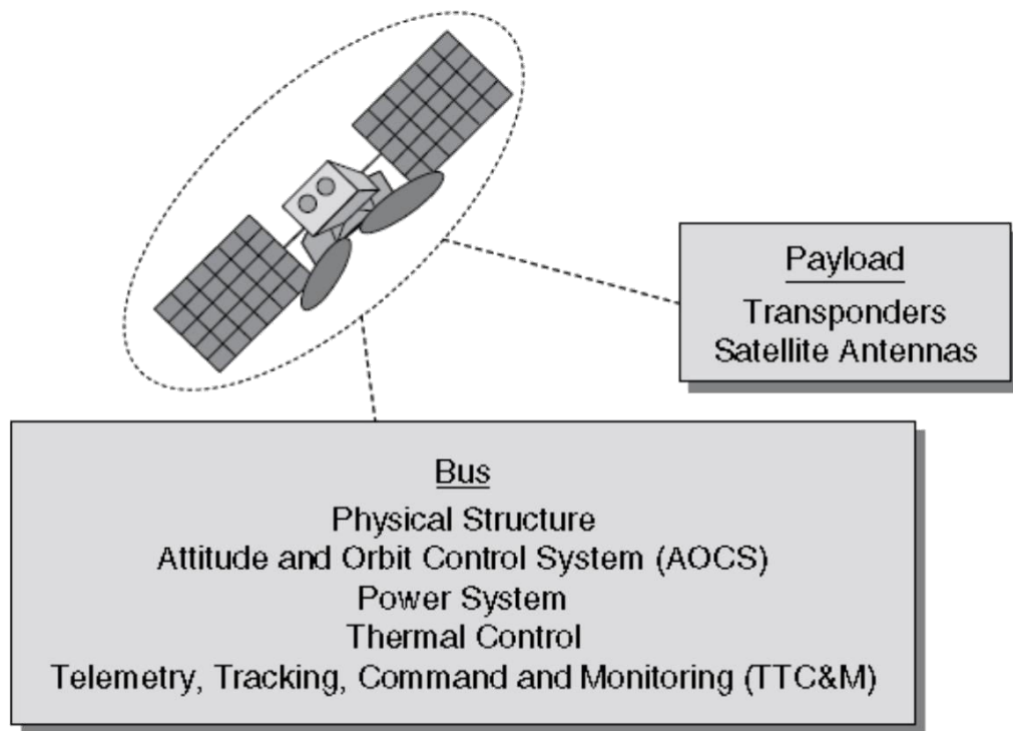 Payload
Transponders
Satellite Antennas
Bus
Physical Structure
Attitude and Orbit Control System (AOCS)
Power System
Thermal Control
Telemetry, Tracking, Command and Monitoring (TTC&M)